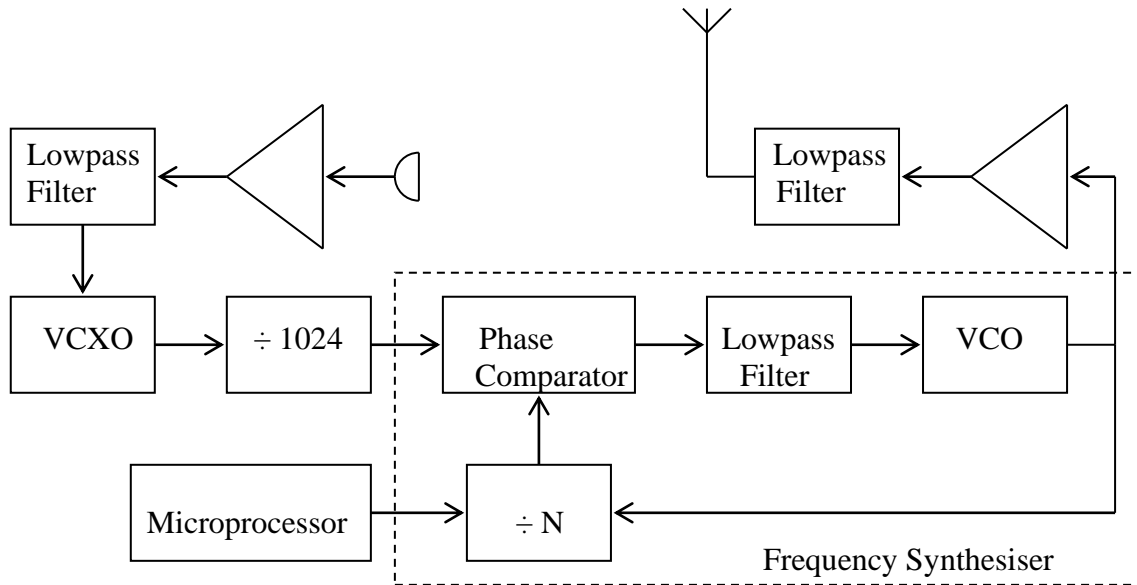 Lowpass
Filter
Lowpass
Filter
VCXO
÷ 1024
Phase
Comparator
Lowpass
Filter
VCO
Microprocessor
÷ N
Frequency Synthesiser